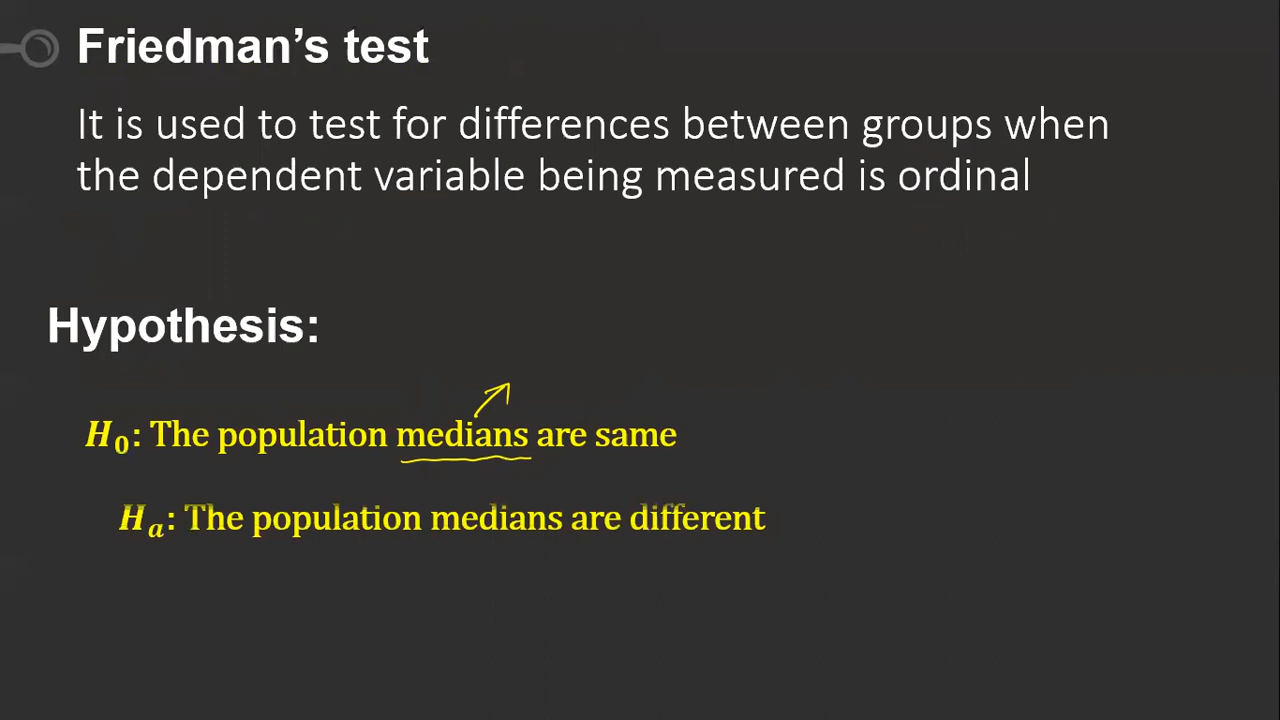 Friedman’s test
It is used to test for differences between groups when
the dependent variable being measured is ordinal
Hypothesis:
H₀: The population medians are same
Hₐ: The population medians are different